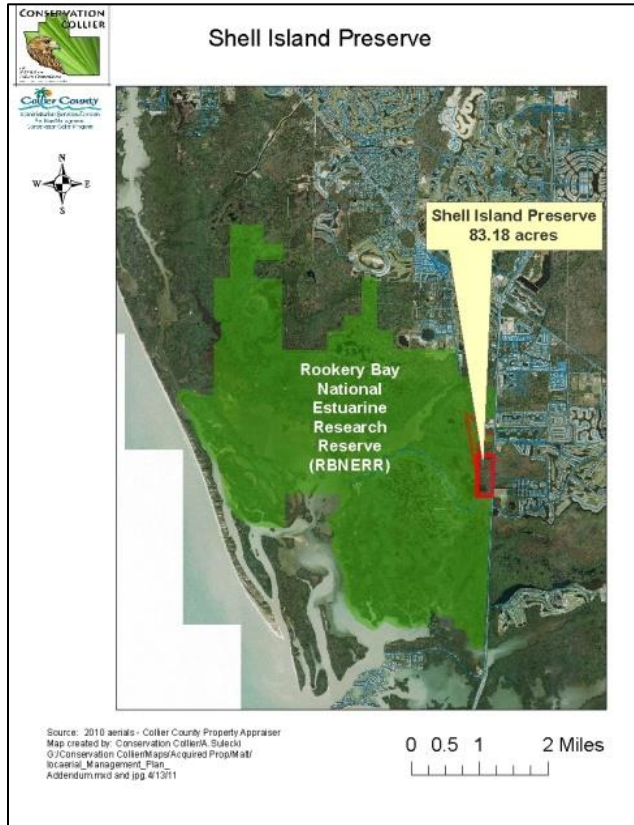 CONSERVATION
COLLIER
Shell Island Preserve
Collier County
N
W E
S
Shell Island Preserve
83.18 acres
Rookery Bay
National
Estuarine
Research
Reserve
(RBNERR)
Source: 2010 aerials - Collier County Property Appraiser
Map created by: Conservation Collier/A. Sulecki
G:/Conservation Collier/Maps/Acquired Prop/Matt/
locaerial_Management_Plan_
Addendum.mxd and jpg 4/13/11
0 0.5 1 2 Miles